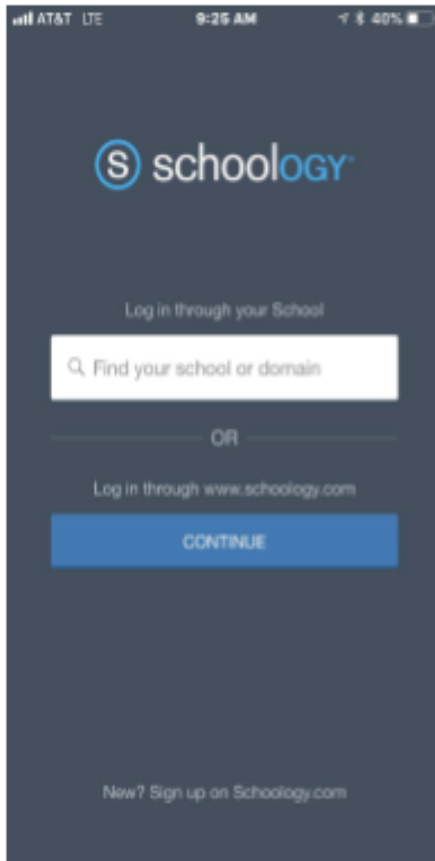 AT&T LTE 9:25 AM 40%
S schoology
Log in through your School
Find your school or domain
OR
Log in through www.schoology.com
CONTINUE
New? Sign up on Schoology.com